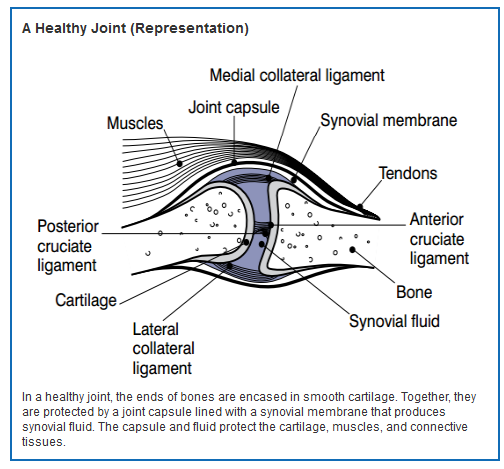 A Healthy Joint (Representation)
Medial collateral ligament
Joint capsule
Muscles
Synovial membrane
Tendons
Posterior
cruciate
ligament
Anterior
cruciate
ligament
Cartilage
Bone
Synovial fluid
Lateral
collateral
ligament
In a healthy joint, the ends of bones are encased in smooth cartilage. Together, they
are protected by a joint capsule lined with a synovial membrane that produces
synovial fluid. The capsule and fluid protect the cartilage, muscles, and connective
tissues.